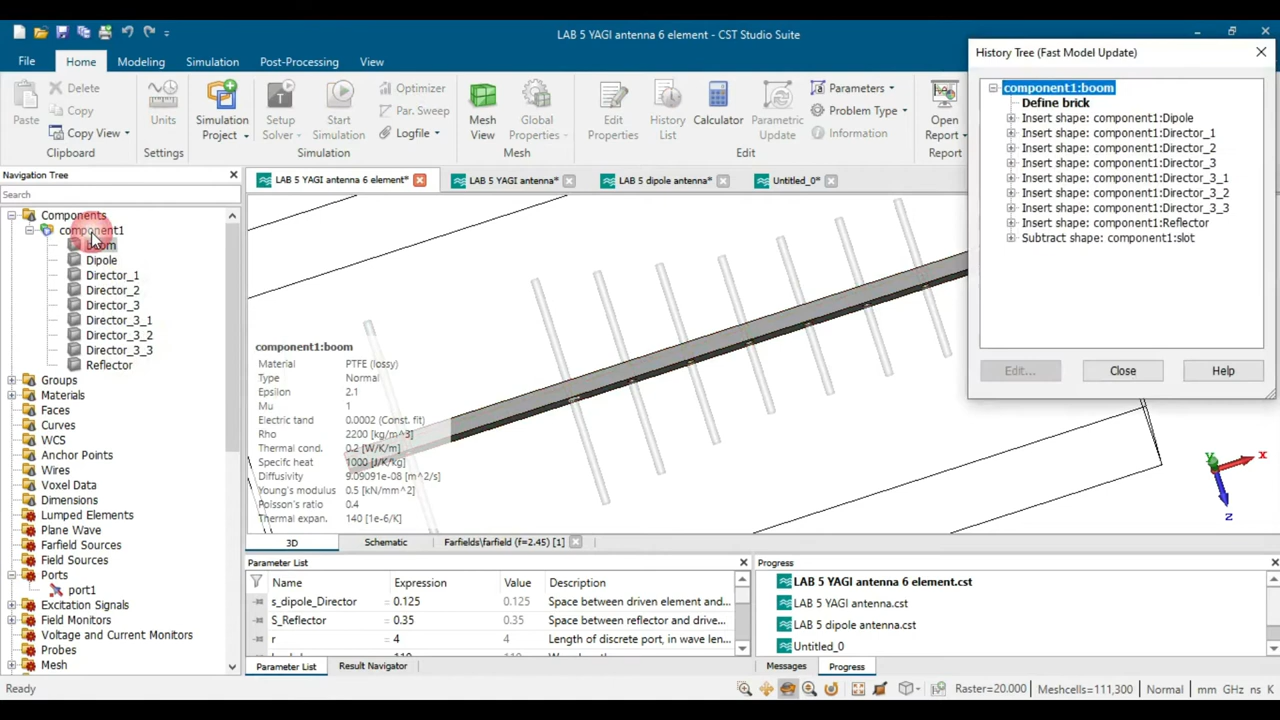 LAB 5 YAGI antenna 6 element - CST Studio Suite
File Home Modeling Simulation Post-Processing View
Paste
Delete
Copy
Copy View
Clipboard
Units
Settings
Simulation
Project
Setup
Solver
Start
Simulation
Optimizer
Par. Sweep
Logfile
Simulation
Mesh
View
Global
Properties
Mesh
Edit
Properties
History
List
Calculator
Parametric
Update
Parameters
Problem Type
Information
Edit
Open
Report
Report
Navigation Tree
Search
Components
component1
Dipole
Director_1
Director_2
Director_3
Director_3_1
Director_3_2
Director_3_3
Reflector
Groups
Materials
Faces
Curves
WCS
Anchor Points
Wires
Voxel Data
Dimensions
Lumped Elements
Plane Wave
Farfield Sources
Field Sources
Ports
port1
Excitation Signals
Field Monitors
Voltage and Current Monitors
Probes
Mesh
LAB 5 YAGI antenna 6 element* LAB 5 YAGI antenna* LAB 5 dipole antenna* Untitled_0*
component1:boom
Material PTFE (lossy)
Type Normal
Epsilon 2.1
Mu 1
Electric tand 0.0002 (Const. fit)
Rho 2200 [kg/m^3]
Thermal cond. 0.2 [W/K/m]
Specifc heat 1000 [J/K/kg]
Diffusivity 9.09091e-08 [m^2/s]
Young's modulus 0.5 [kN/mm^2]
Poisson's ratio 0.4
Thermal expan. 140 [1e-6/K]
y
x
z
3D Schematic Farfields\farfield (f=2.45) [1]
History Tree (Fast Model Update)
component1:boom
Define brick
Insert shape: component1:Dipole
Insert shape: component1:Director_1
Insert shape: component1:Director_2
Insert shape: component1:Director_3
Insert shape: component1:Director_3_1
Insert shape: component1:Director_3_2
Insert shape: component1:Director_3_3
Insert shape: component1:Reflector
Subtract shape: component1:slot
Edit... Close Help
Parameter List
Name Expression Value Description
s_dipole_Director = 0.125 0.125 Space between driven element and...
S_Reflector = 0.35 0.35 Space between reflector and drive...
r = 4 4 Length of discrete port, in wave len...
Parameter List Result Navigator
Progress
LAB 5 YAGI antenna 6 element.cst
LAB 5 YAGI antenna.cst
LAB 5 dipole antenna.cst
Untitled_0
Messages Progress
Ready
Raster=20.000 Meshcells=111,300 Normal mm GHz ns K